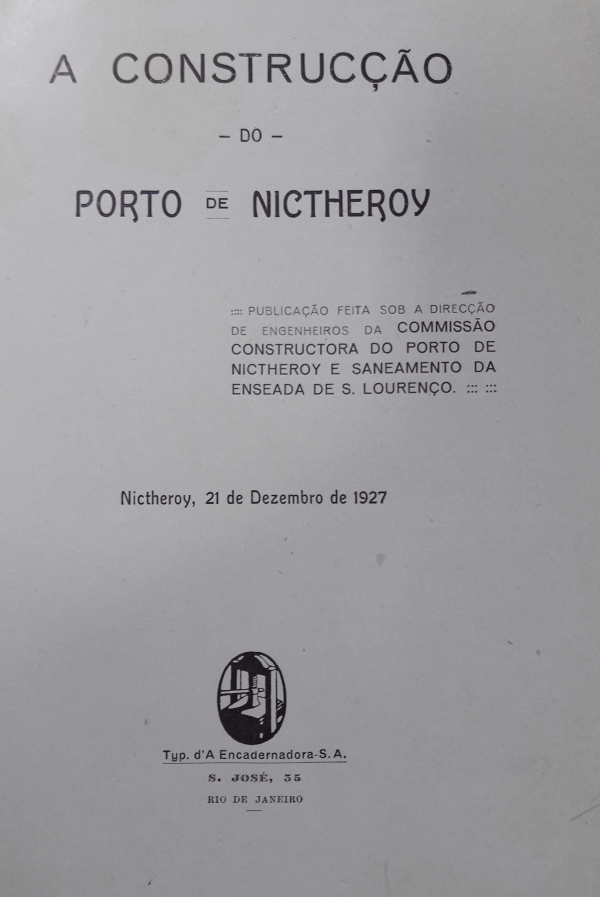 A CONSTRUCÇÃO
– DO –
PORTO DE NICTHEROY
:::: PUBLICAÇÃO FEITA SOB A DIRECÇÃO
DE ENGENHEIROS DA COMMISSÃO
CONSTRUCTORA DO PORTO DE
NICTHEROY E SANEAMENTO DA
ENSEADA DE S. LOURENÇO. ::: :::
Nictheroy, 21 de Dezembro de 1927
Typ. d'A Encadernadora-S.A.
S. JOSÉ, 35
RIO DE JANEIRO